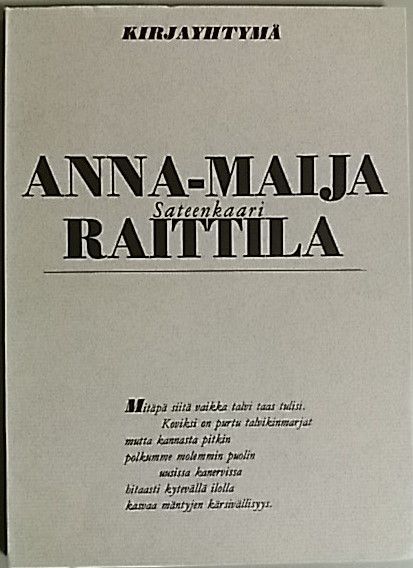 KIRJAYHTYMÄ
ANNA-MAIJA
Sateenkaari
RAITTILA
Mitäpä siitä vaikka talvi taas tulisi.
Koviksi on purtu talvikinmarjat
mutta kannasta pitkin
polkumme molemmin puolin
uusissa kanervissa
hitaasti kytevällä ilolla
kasvaa mäntyjen kärsivällisyys.